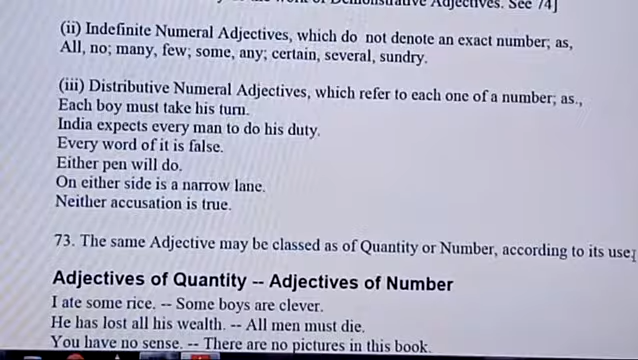 Adjectives. See 74]
(ii) Indefinite Numeral Adjectives, which do not denote an exact number; as,
All, no; many, few; some, any; certain, several, sundry.
(iii) Distributive Numeral Adjectives, which refer to each one of a number; as.,
Each boy must take his turn.
India expects every man to do his duty.
Every word of it is false.
Either pen will do.
On either side is a narrow lane.
Neither accusation is true.
73. The same Adjective may be classed as of Quantity or Number, according to its use;
Adjectives of Quantity -- Adjectives of Number
I ate some rice. -- Some boys are clever.
He has lost all his wealth. -- All men must die.
You have no sense. -- There are no pictures in this book.